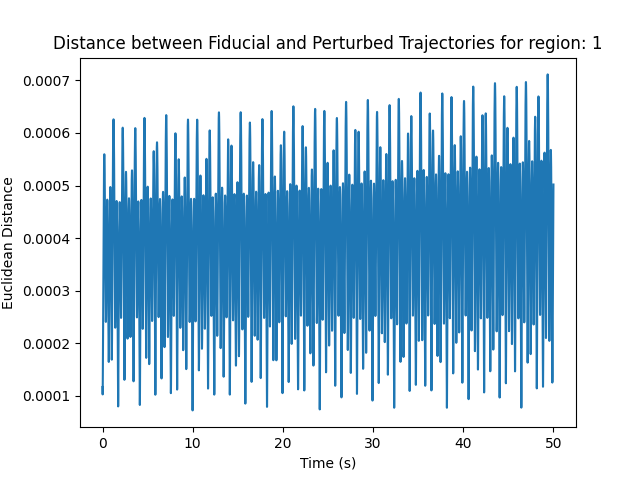 Distance between Fiducial and Perturbed Trajectories for region: 1
0.0007
0.0006
0.0005
0.0004
0.0003
0.0002
0.0001
Euclidean Distance
0 10 20 30 40 50
Time (s)